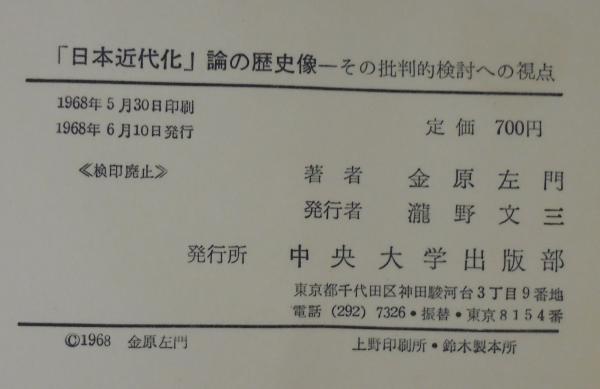 「日本近代化」論の歴史像―その批判的検討への視点
1968年5月30日印刷
1968年6月10日発行
定価 700円
≪検印廃止≫
著者 金原左門
発行者 瀧野文三
発行所 中央大学出版部
東京都千代田区神田駿河台3丁目9番地
電話(292)7326・振替・東京8154番
©1968 金原左門
上野印刷所・鈴木製本所